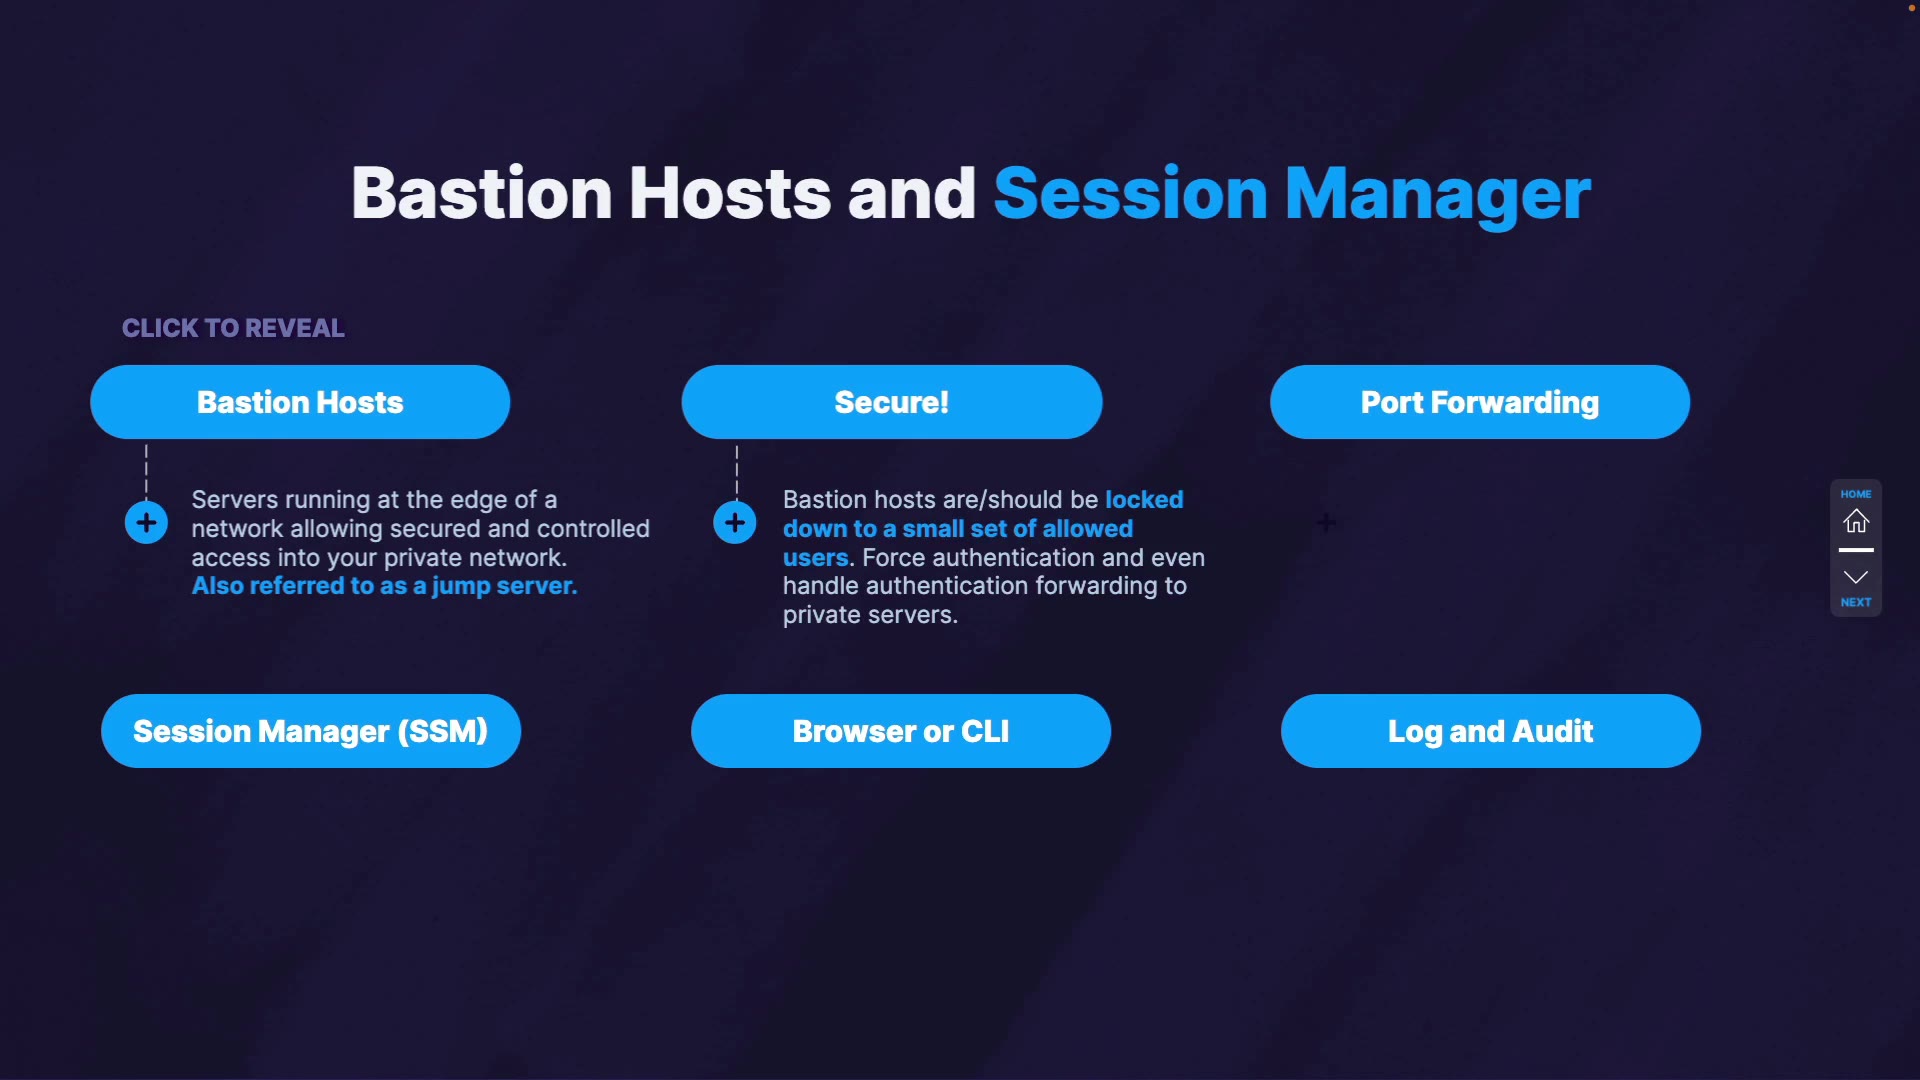 Bastion Hosts and Session Manager
CLICK TO REVEAL
Bastion Hosts
Servers running at the edge of a
network allowing secured and controlled
access into your private network.
Also referred to as a jump server.
Secure!
Bastion hosts are/should be locked
down to a small set of allowed
users. Force authentication and even
handle authentication forwarding to
private servers.
Port Forwarding
Session Manager (SSM)
Browser or CLI
Log and Audit
HOME
NEXT